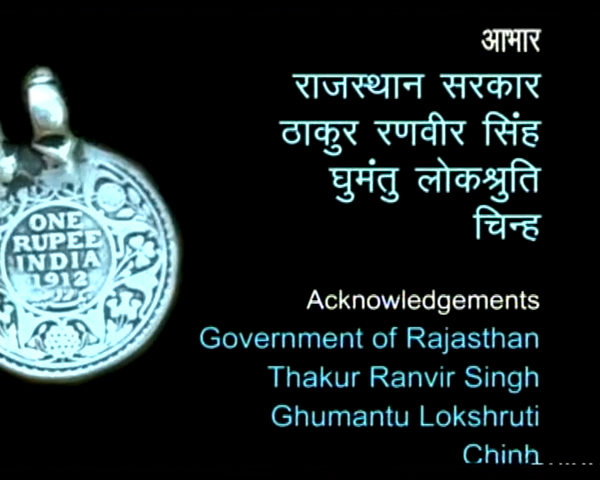 आभार
राजस्थान सरकार
ठाकुर रणवीर सिंह
घुमंतु लोकश्रुति
चिन्ह
ONE
RUPEE
INDIA
1912
Acknowledgements
Government of Rajasthan
Thakur Ranvir Singh
Ghumantu Lokshruti
Chinh